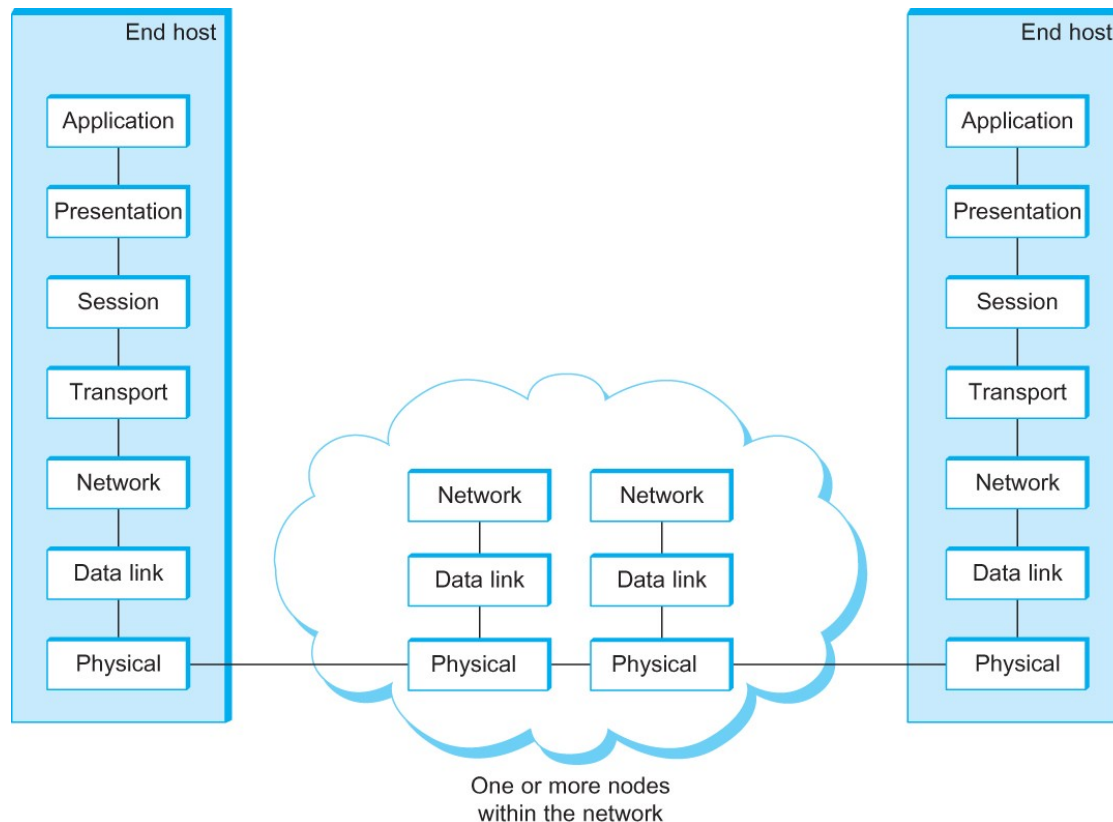 End host
Application
Presentation
Session
Transport
Network
Data link
Physical
Network
Data link
Physical
Network
Data link
Physical
One or more nodes
within the network
End host
Application
Presentation
Session
Transport
Network
Data link
Physical